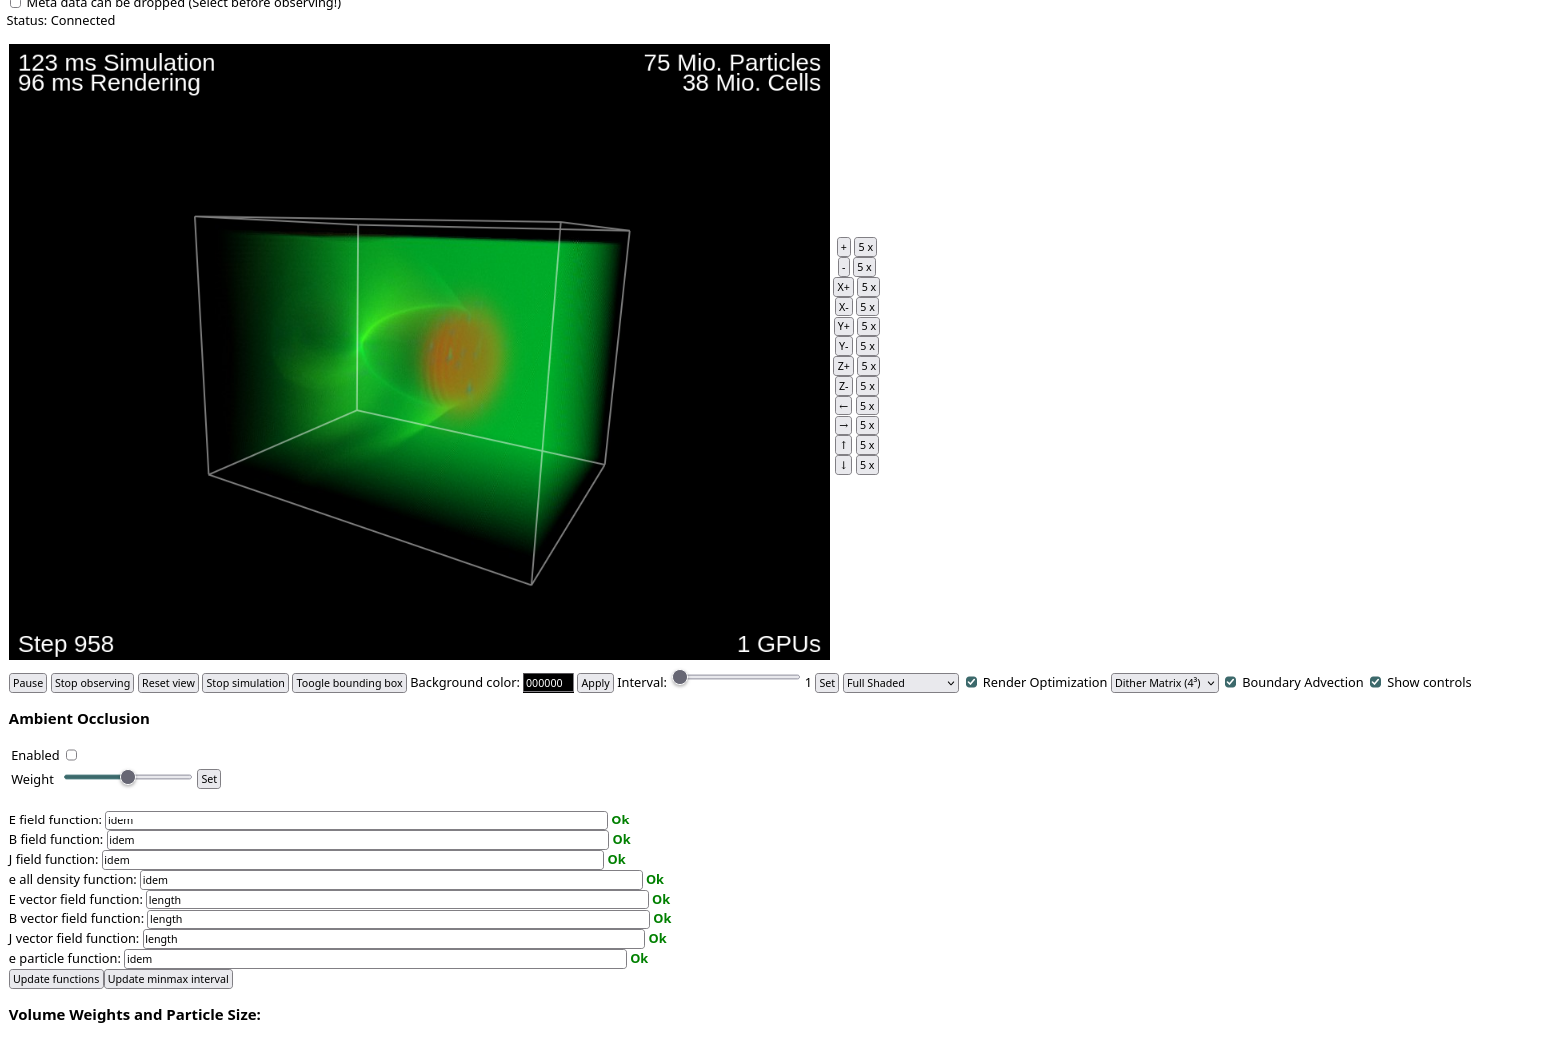 Meta data can be dropped (Select before observing!)
Status: Connected
123 ms Simulation 75 Mio. Particles
96 ms Rendering 38 Mio. Cells
+ 5 x
- 5 x
X+ 5 x
X- 5 x
Y+ 5 x
Y- 5 x
Z+ 5 x
Z- 5 x
← 5 x
→ 5 x
↑ 5 x
↓ 5 x
Step 958 1 GPUs
Pause Stop observing Reset view Stop simulation Toogle bounding box Background color: 000000 Apply Interval: 1 Set Full Shaded Render Optimization Dither Matrix (4³) Boundary Advection Show controls
Ambient Occlusion
Enabled
Weight Set
E field function: idem Ok
B field function: idem Ok
J field function: idem Ok
e all density function: idem Ok
E vector field function: length Ok
B vector field function: length Ok
J vector field function: length Ok
e particle function: idem Ok
Update functions Update minmax interval
Volume Weights and Particle Size: